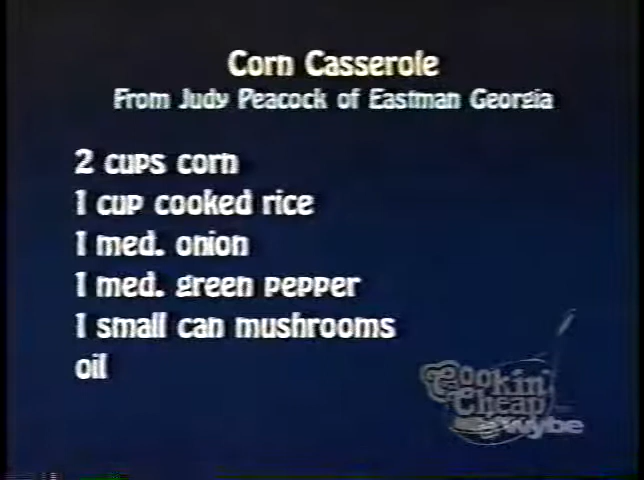 Corn Casserole
From Judy Peacock of Eastman Georgia
2 cups corn
1 cup cooked rice
1 med. onion
1 med. green pepper
1 small can mushrooms
oil
Cookin'
Cheap
wybe